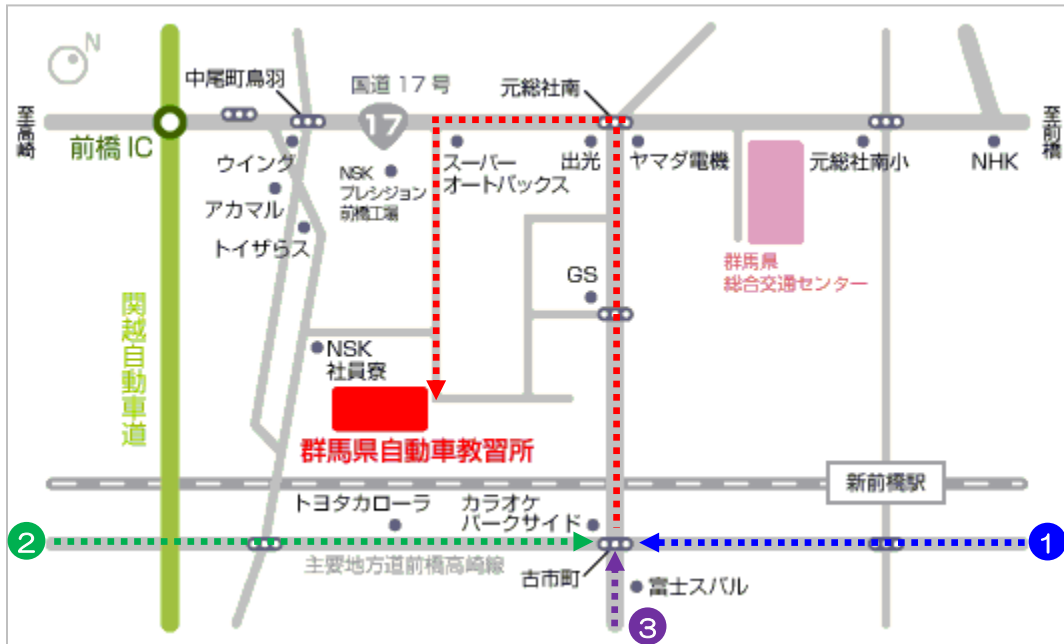 N
中尾町鳥羽
国道17号
元総社南
至高崎
至前橋
前橋IC
17
ウイング
NSK
プレシジョン
前橋工場
スーパー
オートバックス
出光
ヤマダ電機
元総社南小
NHK
アカマル
トイザらス
群馬県
総合交通センター
GS
関越自動車道
NSK
社員寮
群馬県自動車教習所
新前橋駅
トヨタカローラ
カラオケ
パークサイド
2
1
主要地方道前橋高崎線
古市町
富士スバル
3